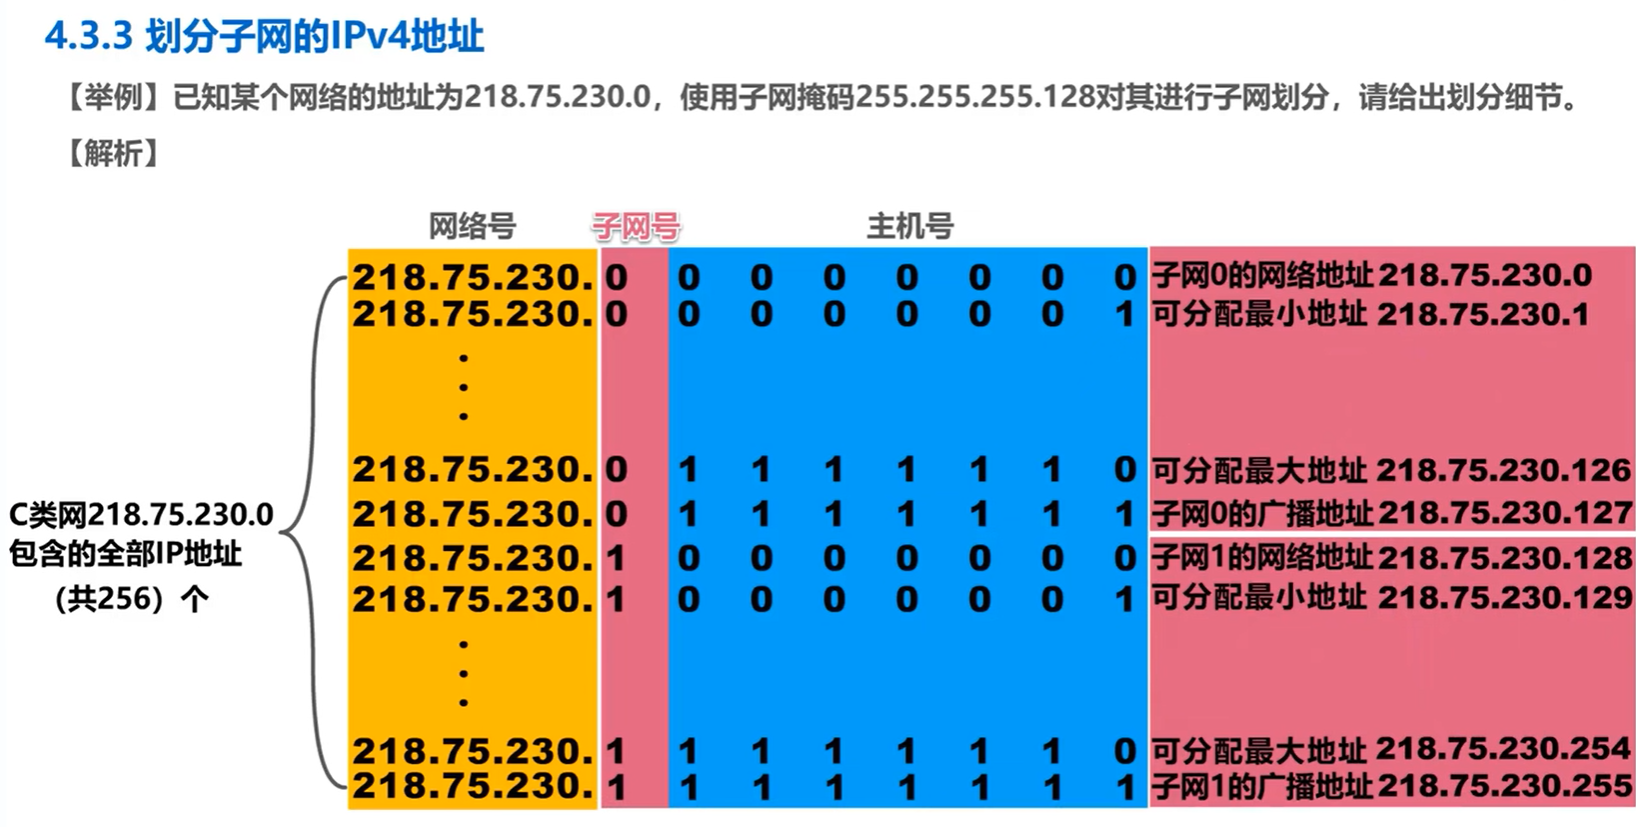 4.3.3 划分子网的IPv4地址
【举例】已知某个网络的地址为218.75.230.0，使用子网掩码255.255.255.128对其进行子网划分，请给出划分细节。
【解析】
网络号 子网号 主机号
218.75.230. 0 0 0 0 0 0 0 0 子网0的网络地址 218.75.230.0
218.75.230. 0 0 0 0 0 0 0 1 可分配最小地址 218.75.230.1
218.75.230. 0 1 1 1 1 1 1 0 可分配最大地址 218.75.230.126
218.75.230. 0 1 1 1 1 1 1 1 子网0的广播地址 218.75.230.127
218.75.230. 1 0 0 0 0 0 0 0 子网1的网络地址 218.75.230.128
218.75.230. 1 0 0 0 0 0 0 1 可分配最小地址 218.75.230.129
218.75.230. 1 1 1 1 1 1 1 0 可分配最大地址 218.75.230.254
218.75.230. 1 1 1 1 1 1 1 1 子网1的广播地址 218.75.230.255
C类网218.75.230.0
包含的全部IP地址
（共256）个